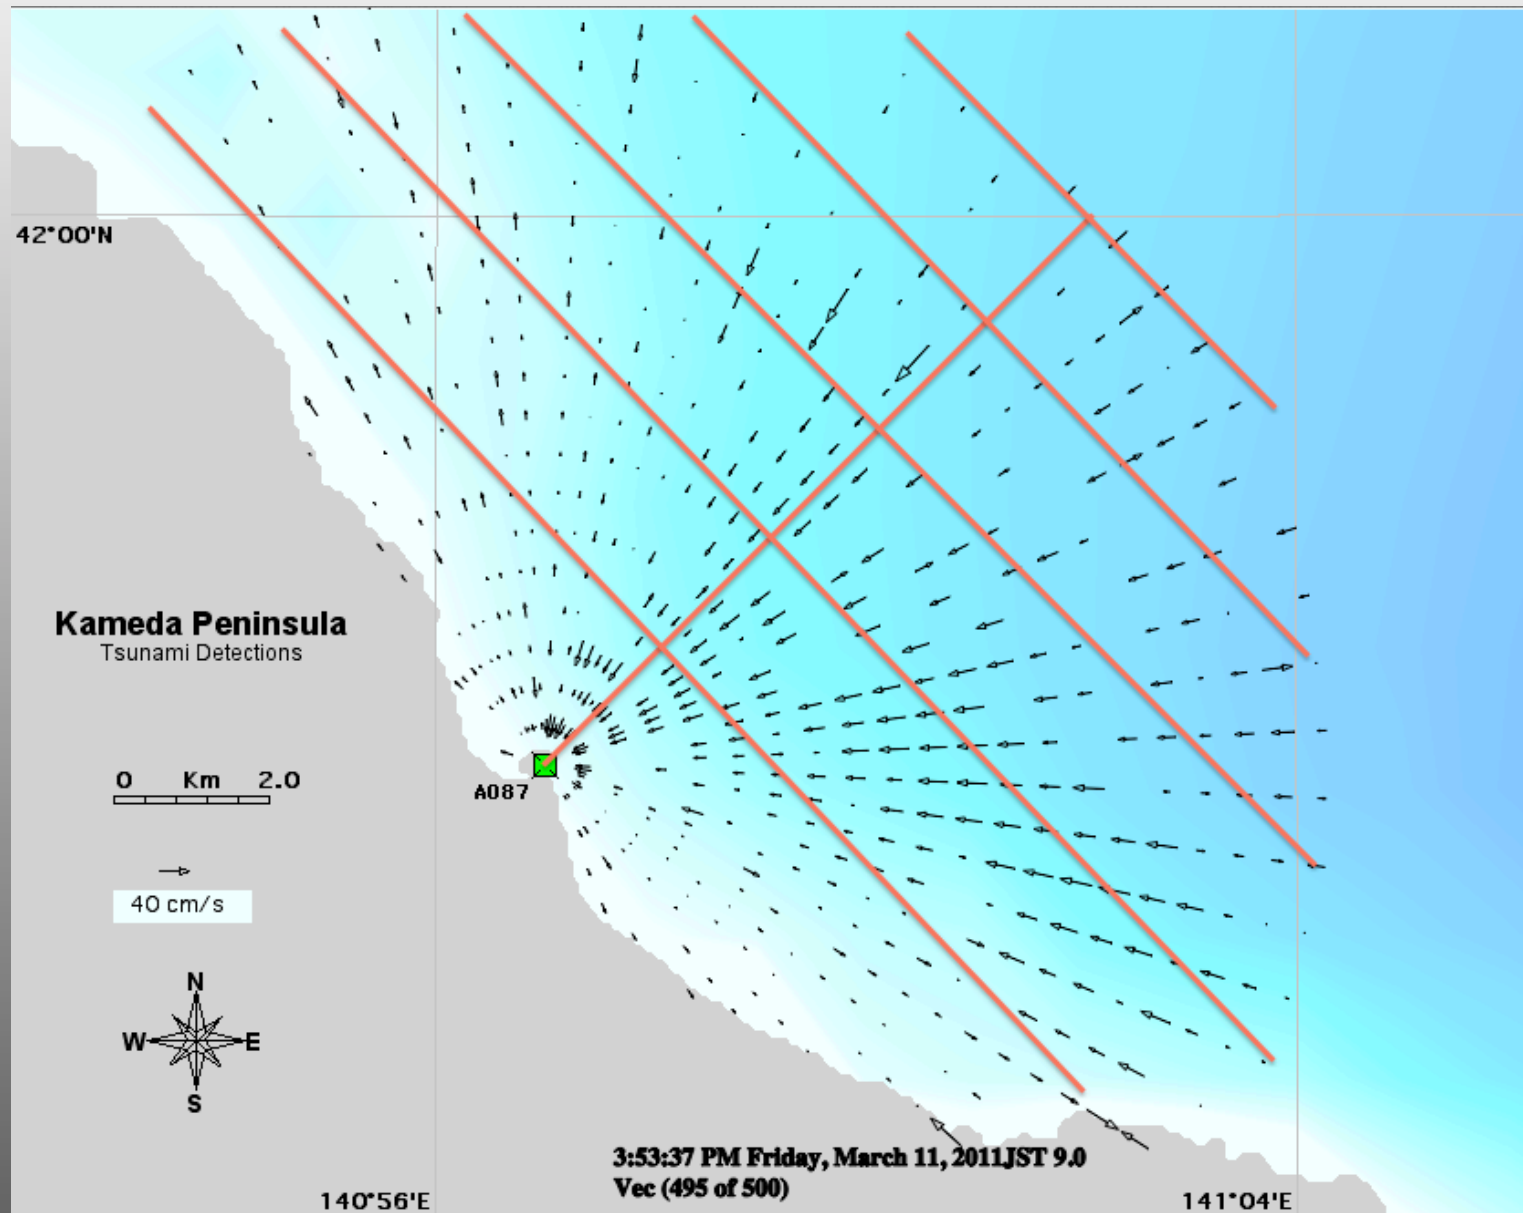 42°00'N
Kameda Peninsula
Tsunami Detections
0 Km 2.0
A087
40 cm/s
N
W E
S
3:53:37 PM Friday, March 11, 2011JST 9.0
Vec (495 of 500)
140°56'E
141°04'E